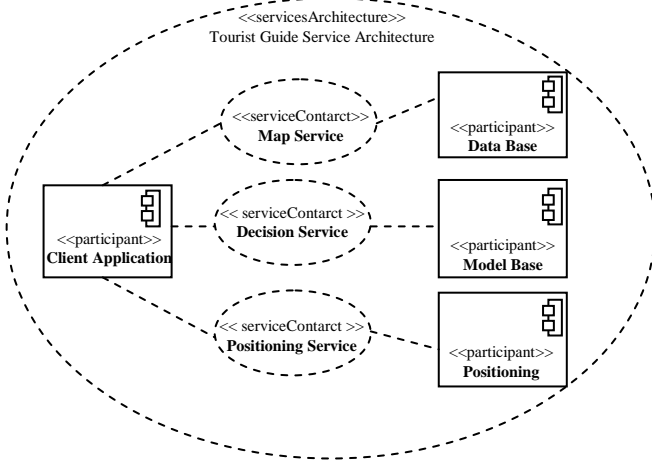 <<servicesArchitecture>>
Tourist Guide Service Architecture
<<serviceContarct>>
Map Service
<<participant>>
Data Base
<<participant>>
Client Application
<< serviceContarct >>
Decision Service
<<participant>>
Model Base
<< serviceContarct >>
Positioning Service
<<participant>>
Positioning